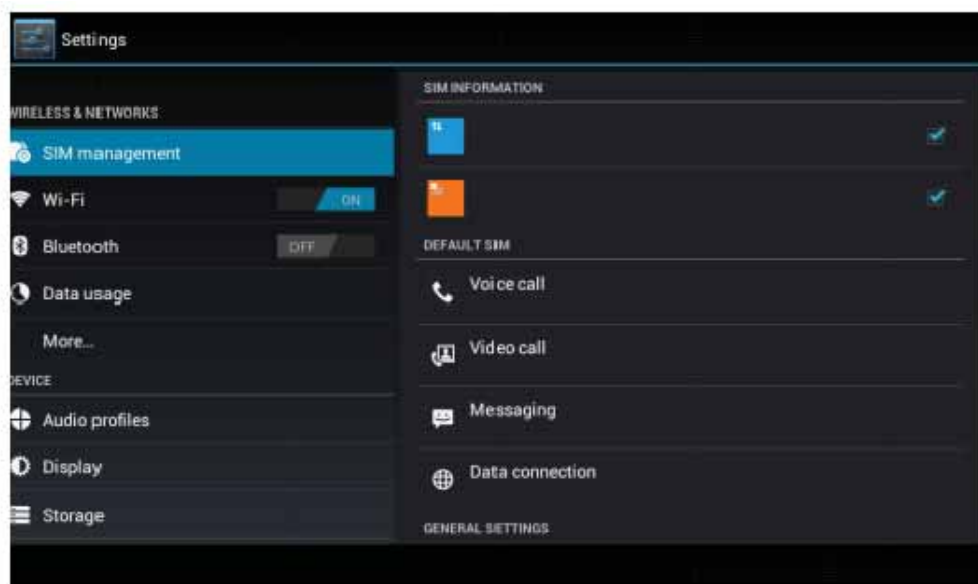 Settings
WIRELESS & NETWORKS
SIM management
Wi-Fi
ON
Bluetooth
OFF
Data usage
More...
DEVICE
Audio profiles
Display
Storage
SIM INFORMATION
DEFAULT SIM
Voice call
Video call
Messaging
Data connection
GENERAL SETTINGS